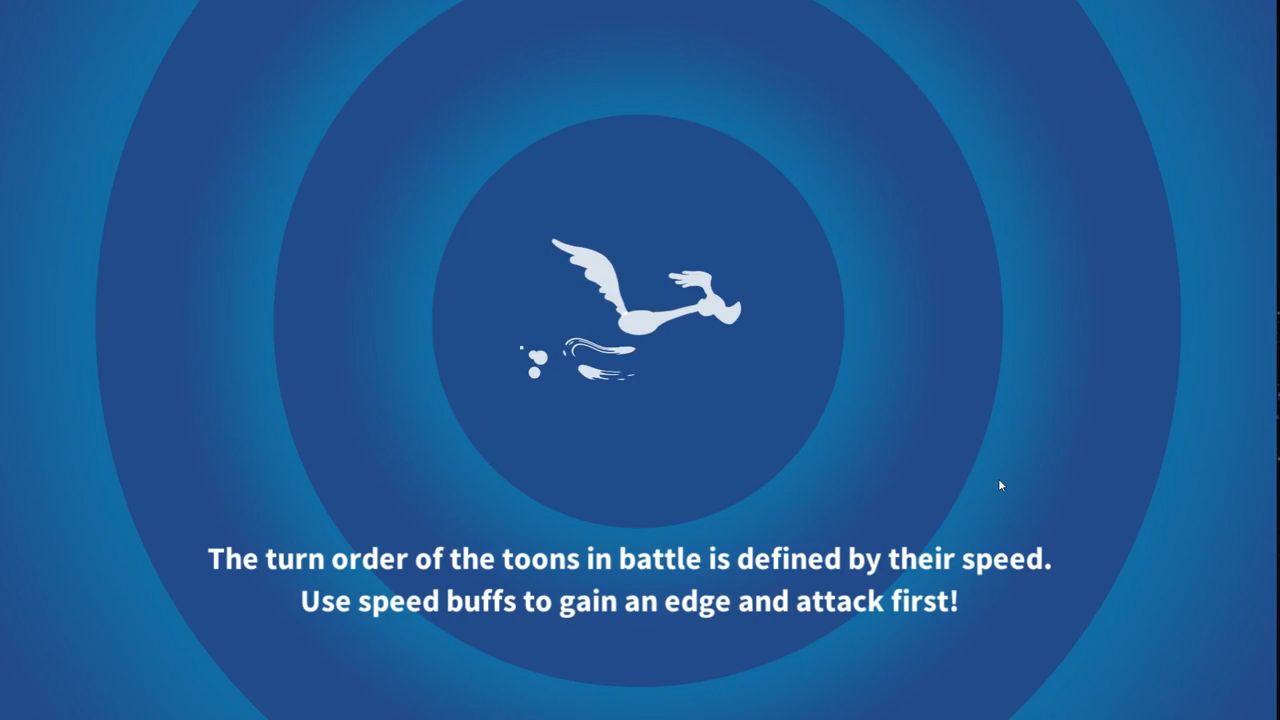 The turn order of the toons in battle is defined by their speed.
Use speed buffs to gain an edge and attack first!